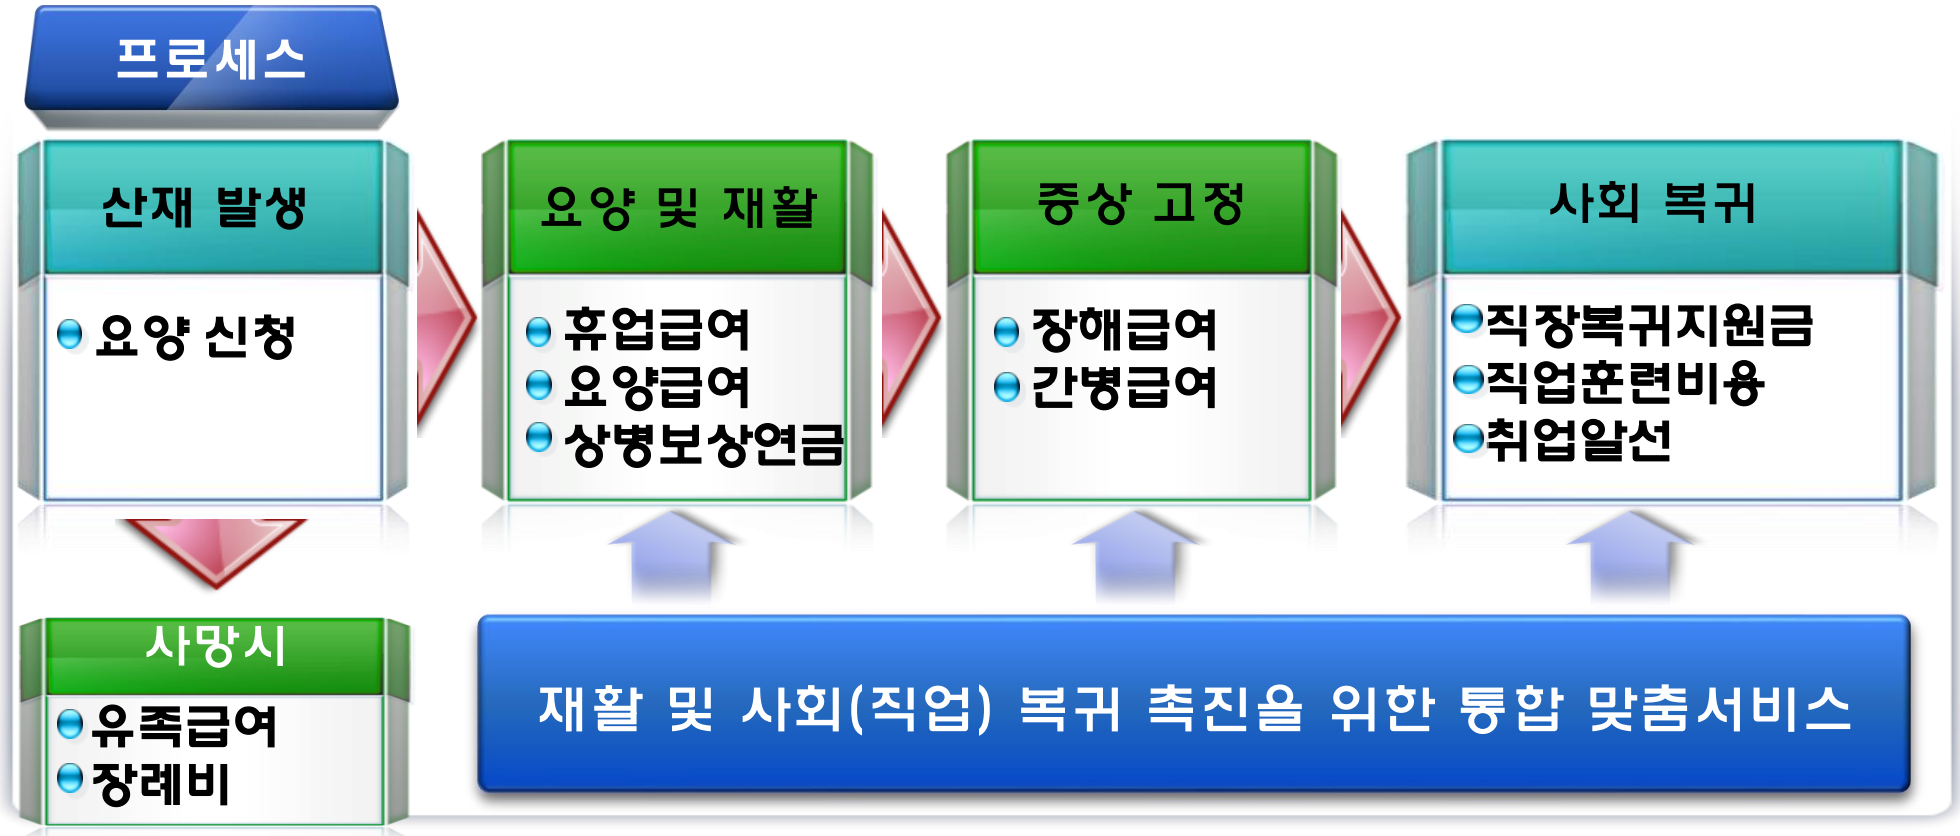 프로세스
산재 발생
요양 신청
요양 및 재활
휴업급여
요양급여
상병보상연금
증상 고정
장해급여
간병급여
사회 복귀
직장복귀지원금
직업훈련비용
취업알선
사망시
유족급여
장례비
재활 및 사회(직업) 복귀 촉진을 위한 통합 맞춤서비스